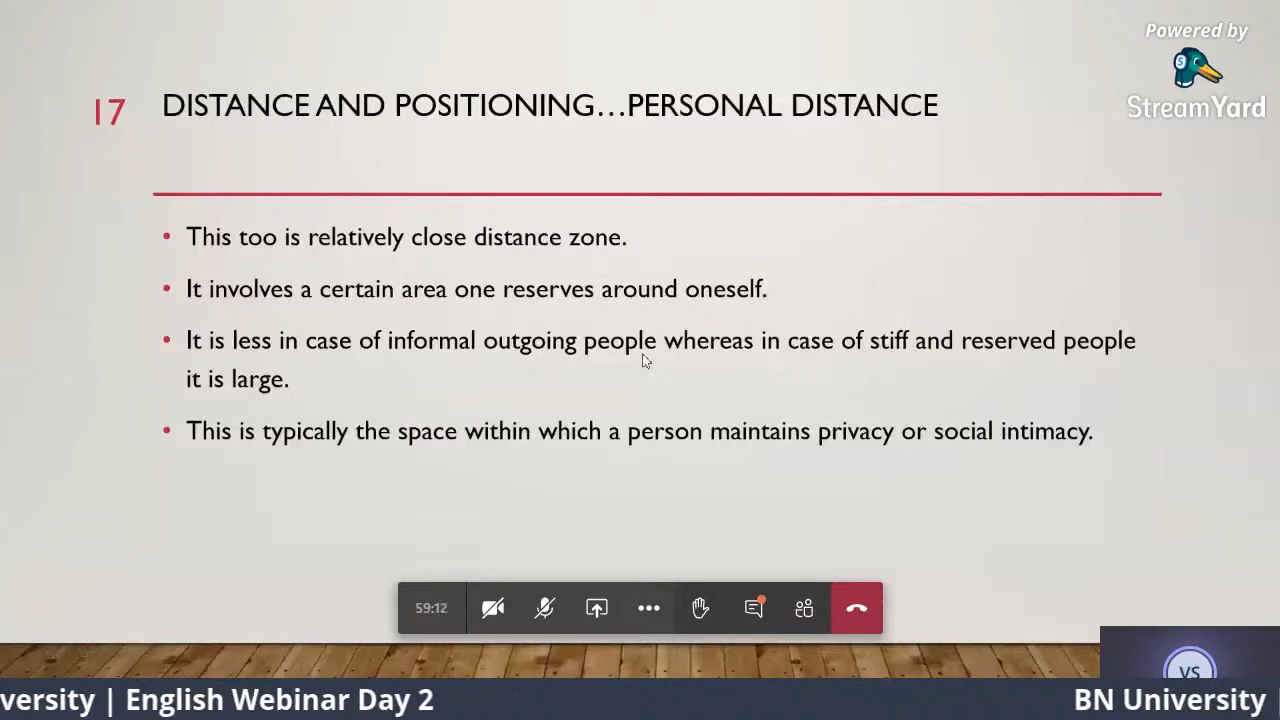 Powered by
StreamYard
17
DISTANCE AND POSITIONING…PERSONAL DISTANCE
• This too is relatively close distance zone.
• It involves a certain area one reserves around oneself.
• It is less in case of informal outgoing people whereas in case of stiff and reserved people
it is large.
• This is typically the space within which a person maintains privacy or social intimacy.
59:12
VS
versity | English Webinar Day 2
BN University